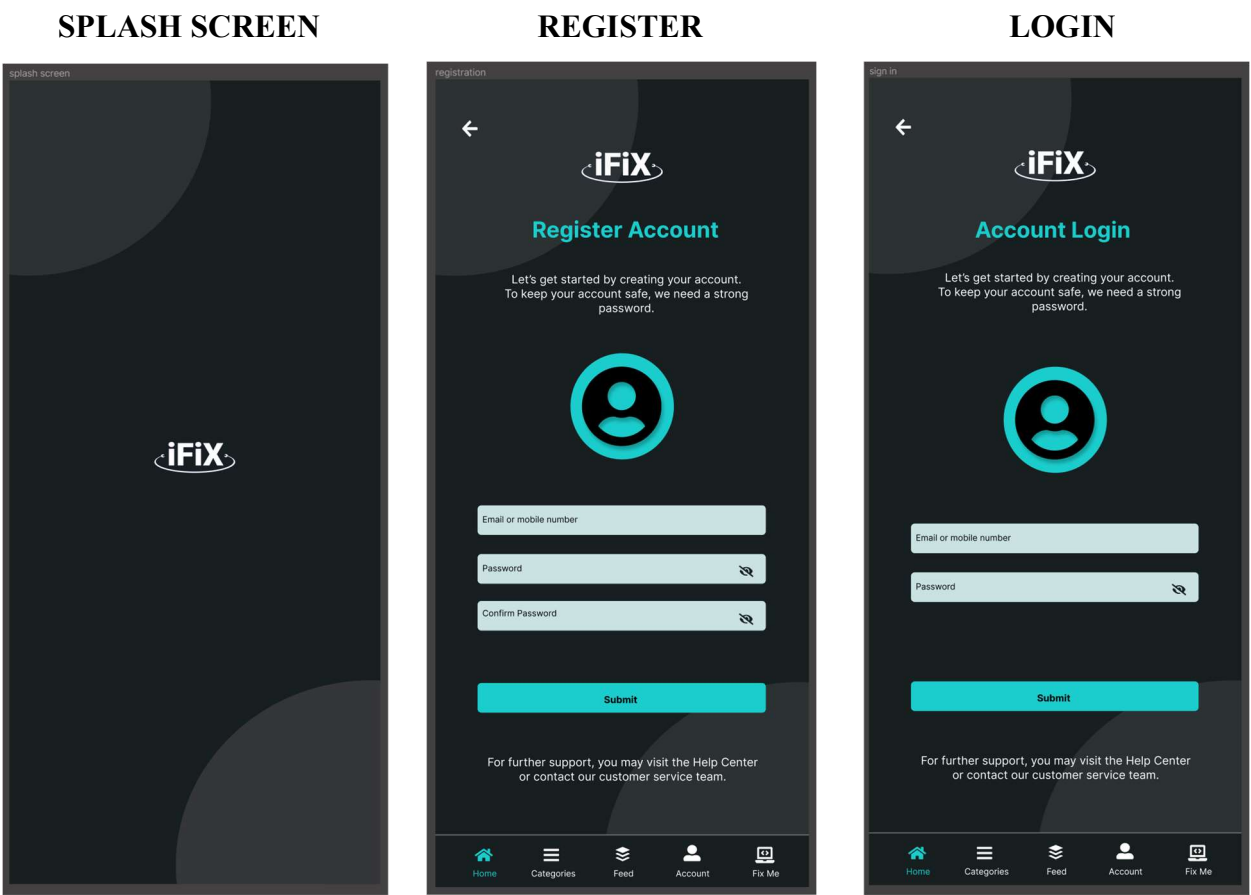 SPLASH SCREEN
REGISTER
LOGIN
splash screen
iFiX
registration
iFiX
Register Account
Let's get started by creating your account.
To keep your account safe, we need a strong
password.
Email or mobile number
Password
Confirm Password
Submit
For further support, you may visit the Help Center
or contact our customer service team.
Home Categories Feed Account Fix Me
sign in
iFiX
Account Login
Let's get started by creating your account.
To keep your account safe, we need a strong
password.
Email or mobile number
Password
Submit
For further support, you may visit the Help Center
or contact our customer service team.
Home Categories Feed Account Fix Me